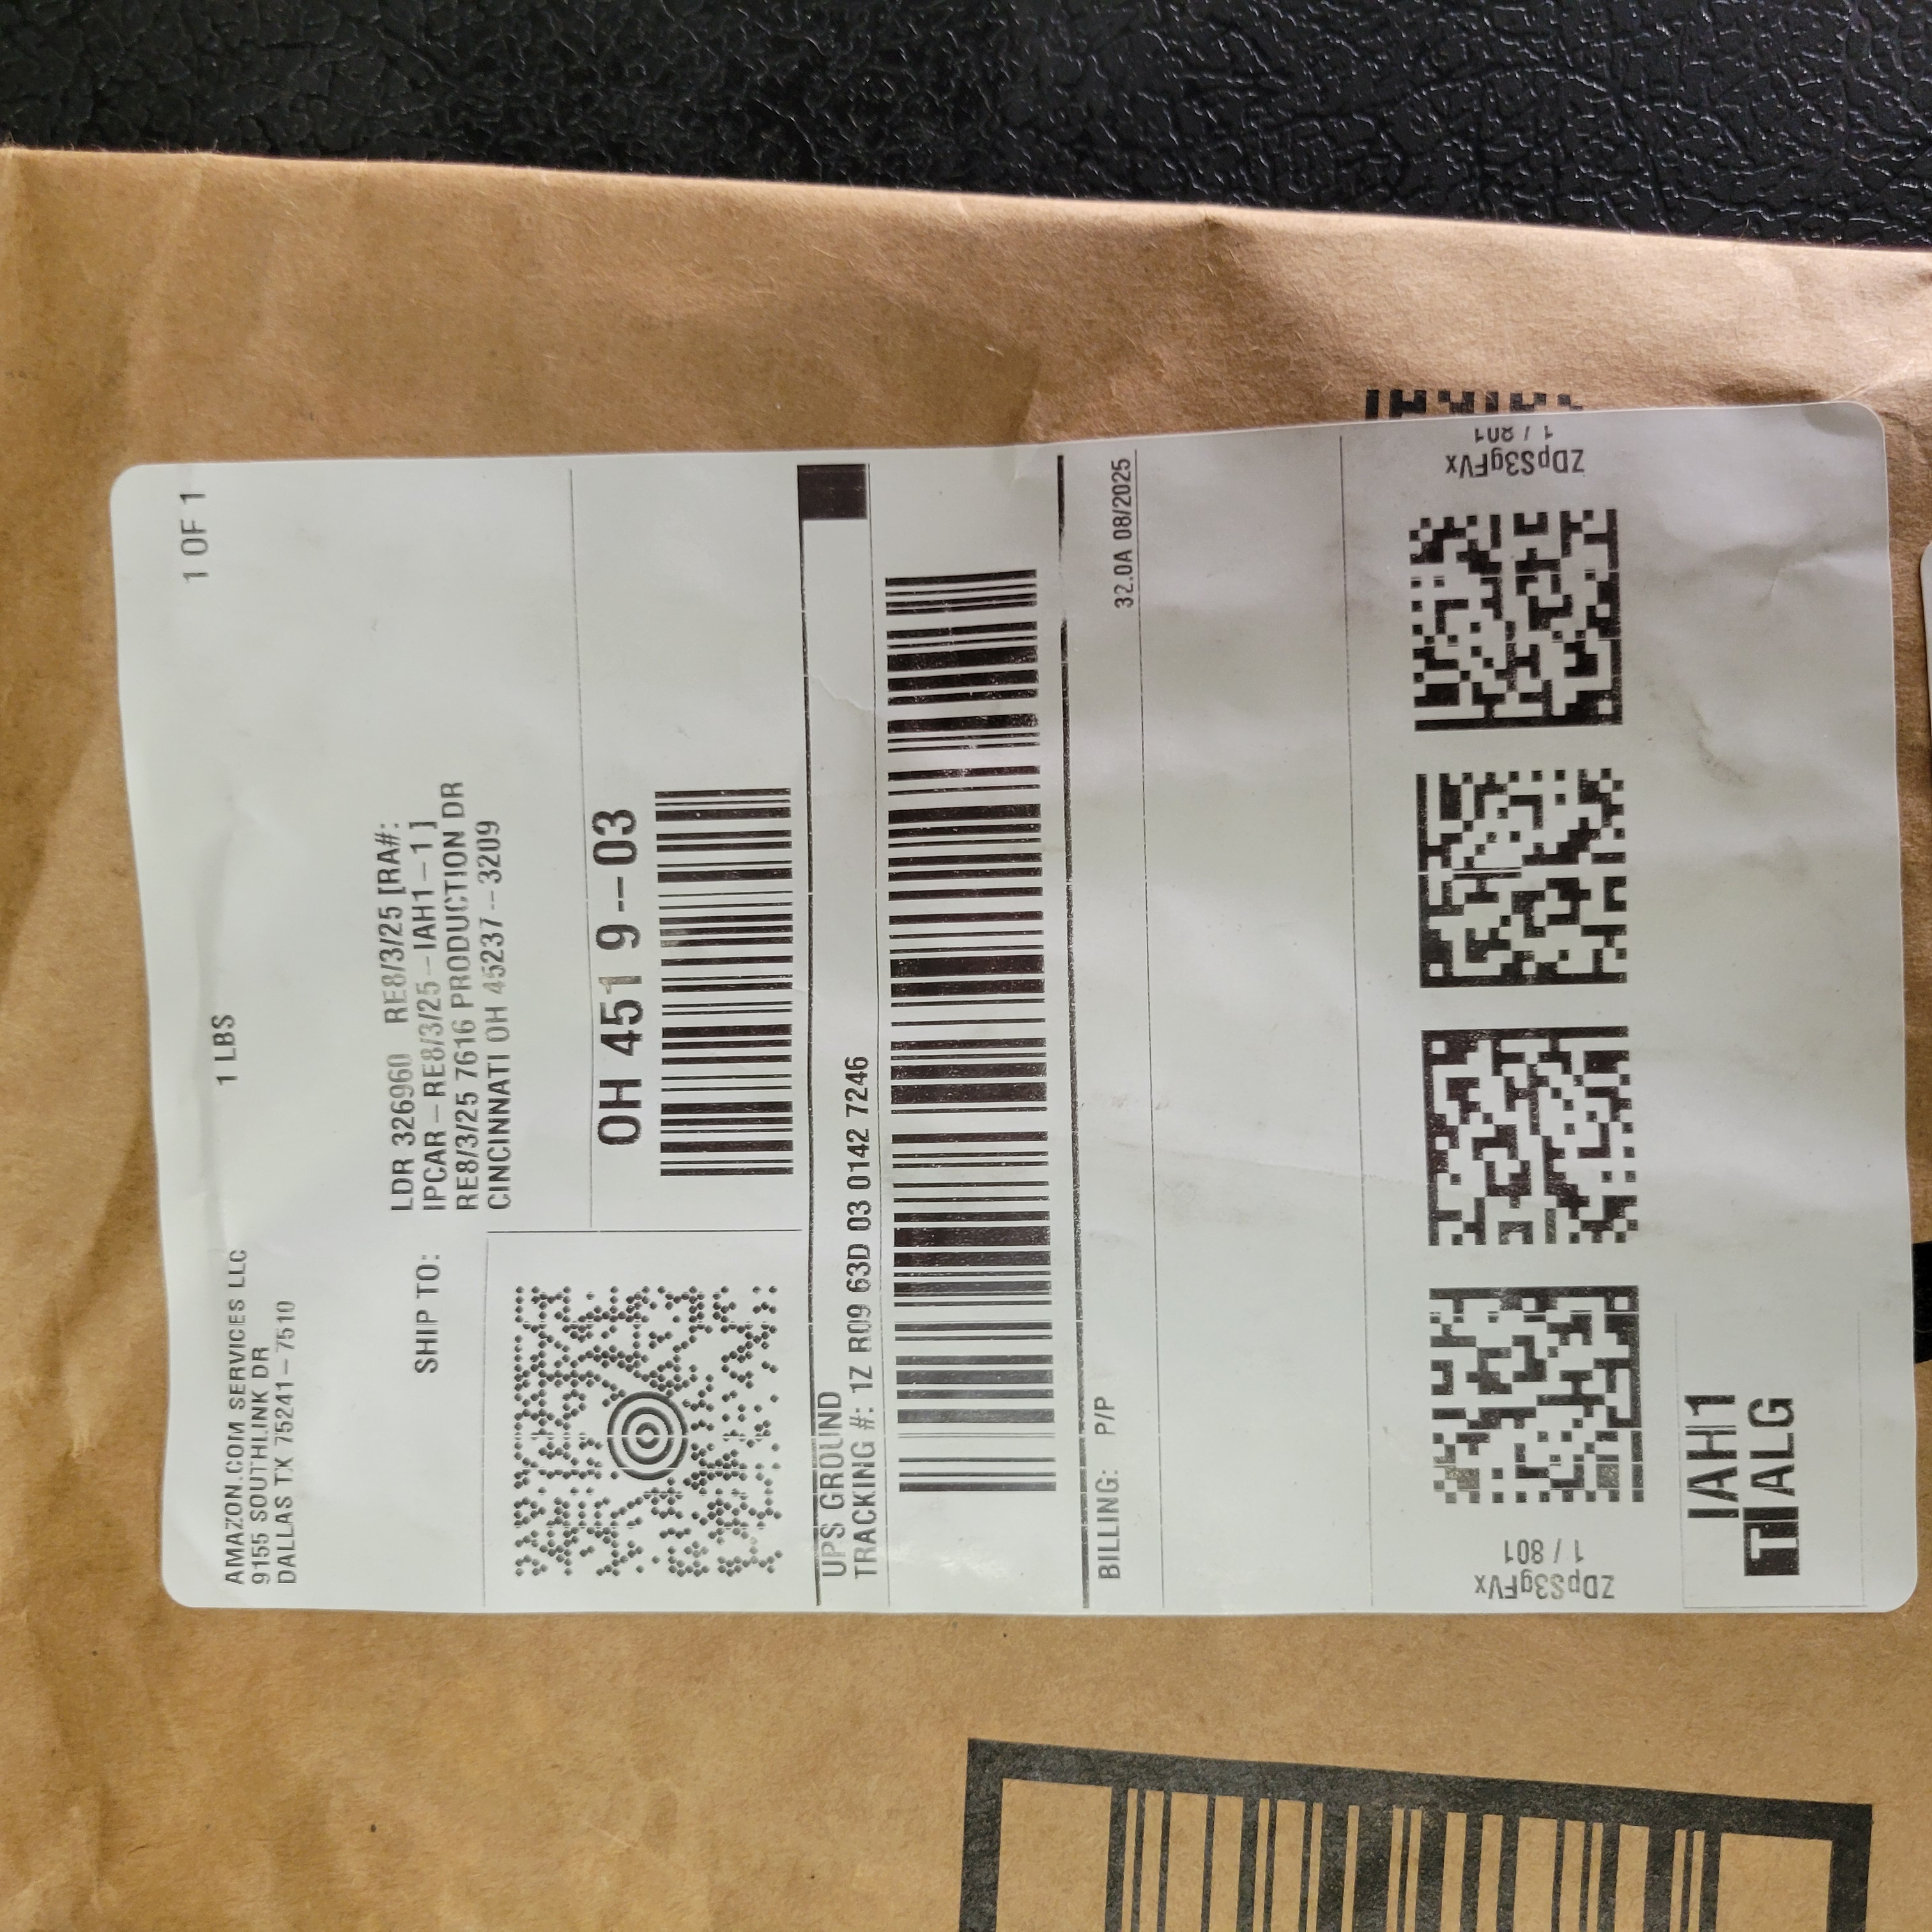 AMAZON.COM SERVICES LLC
9155 SOUTHLINK DR
DALLAS TX 75241-7510
1 LBS
1 OF 1
SHIP TO:
LDR 326960 RE8/3/25 [RA#:
IPCAR-RE8/3/25-IAH1-1]
RE8/3/25 7616 PRODUCTION DR
CINCINNATI OH 45237--3209
OH 451 9--03
UPS GROUND
TRACKING #: 1Z R09 63D 03 0142 7246
BILLING: P/P
32.0A 08/2025
ZDpS3gFVx
1 / 801
ZDpS3gFVx
1 / 801
IAH1
T ALG